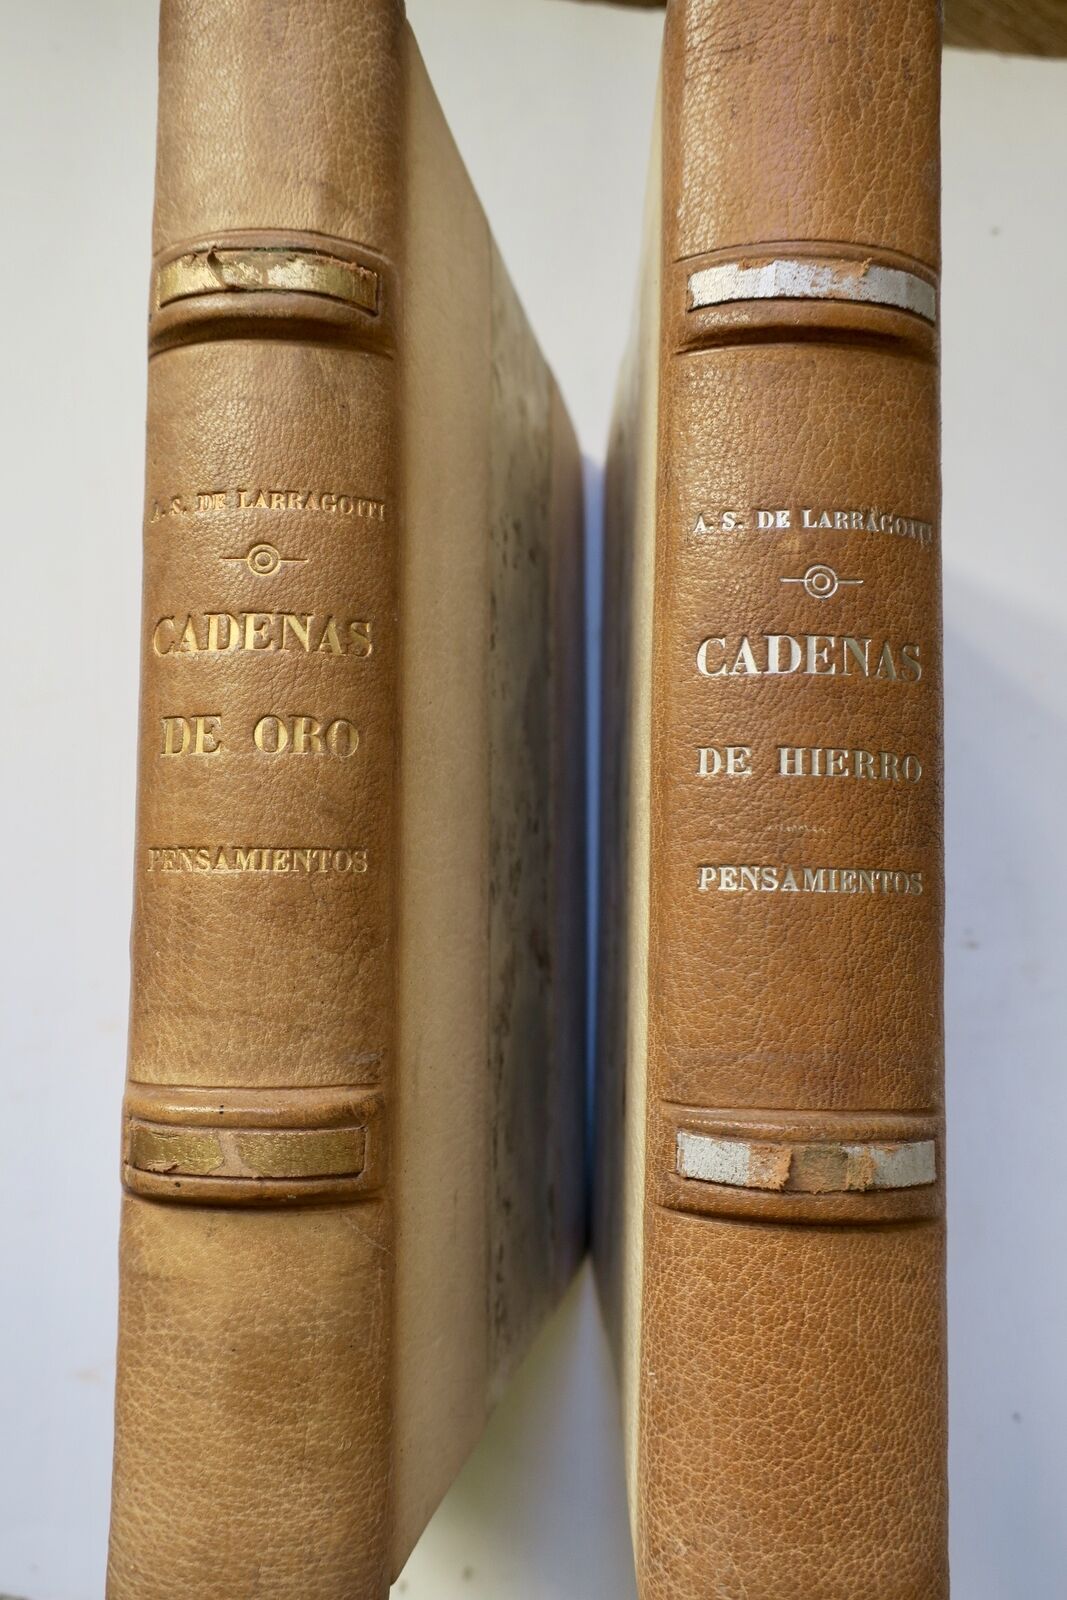 A. S. DE LARRAGOITI
CADENAS
DE ORO
PENSAMIENTOS
A. S. DE LARRAGOITI
CADENAS
DE HIERRO
PENSAMIENTOS